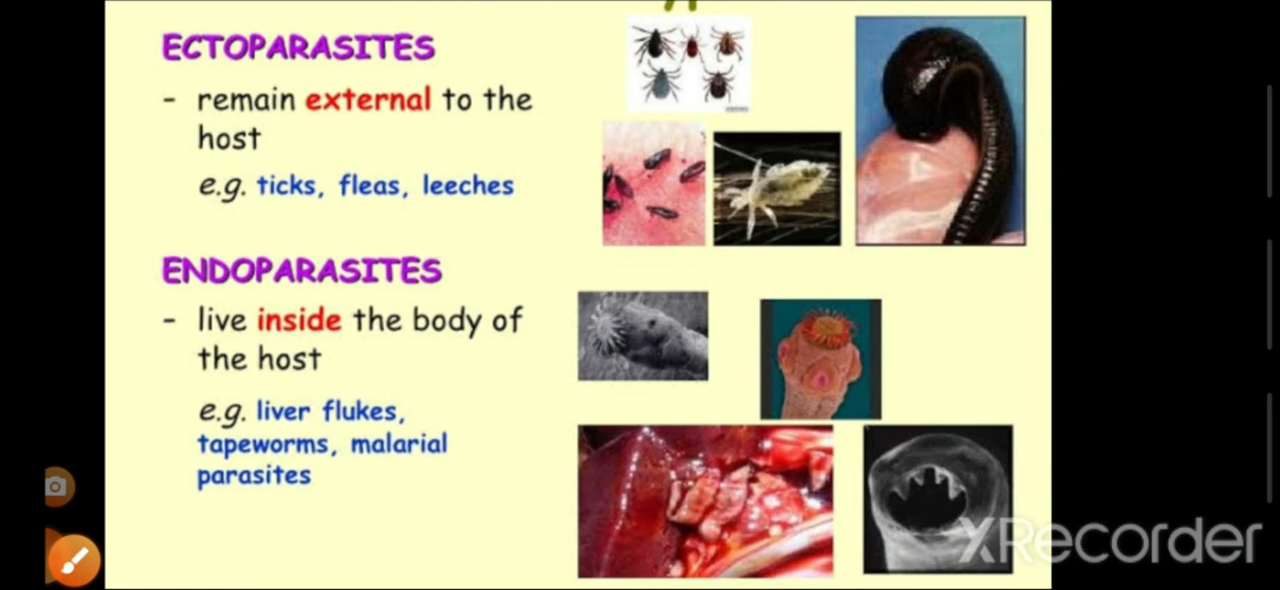 ECTOPARASITES
- remain external to the
host
e.g. ticks, fleas, leeches
ENDOPARASITES
- live inside the body of
the host
e.g. liver flukes,
tapeworms, malarial
parasites
XRecorder